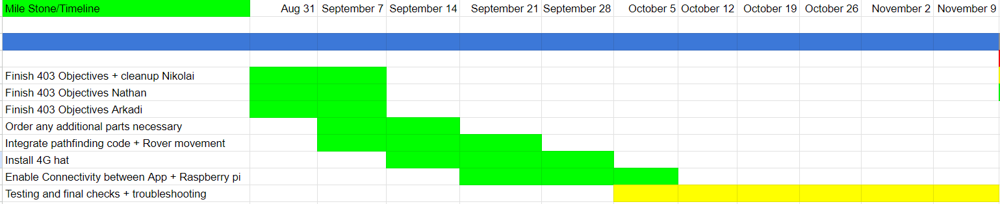 Mile Stone/Timeline Aug 31 September 7 September 14 September 21 September 28 October 5 October 12 October 19 October 26 November 2 November 9
Finish 403 Objectives + cleanup Nikolai
Finish 403 Objectives Nathan
Finish 403 Objectives Arkadi
Order any additional parts necessary
Integrate pathfinding code + Rover movement
Install 4G hat
Enable Connectivity between App + Raspberry pi
Testing and final checks + troubleshooting